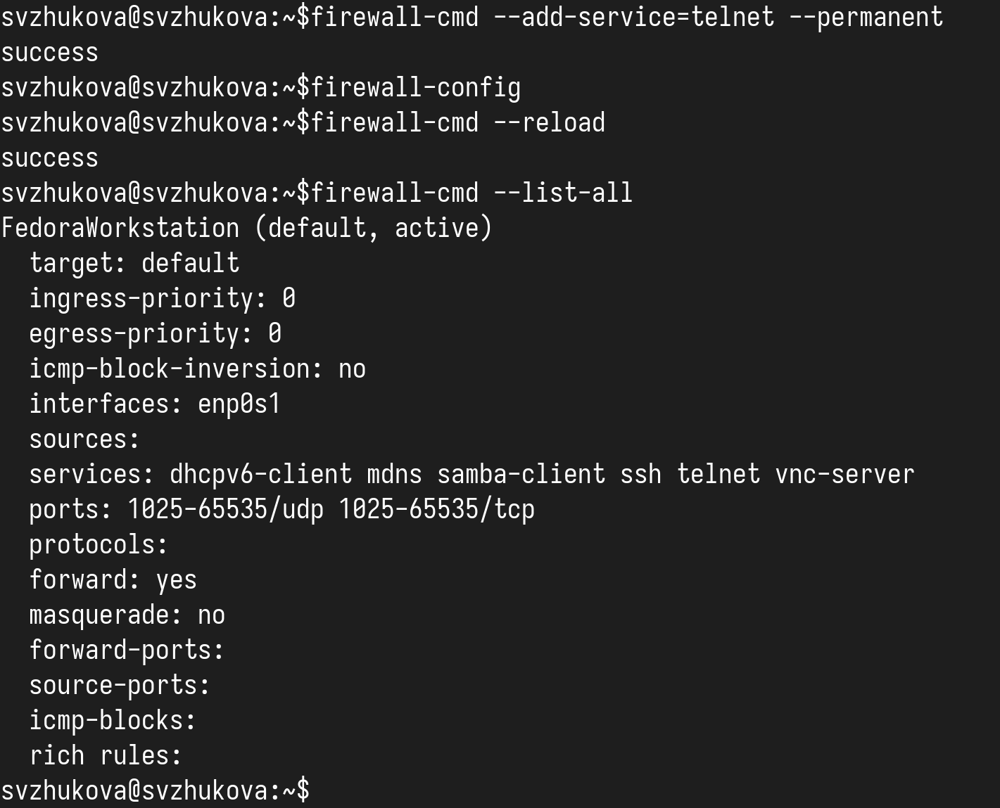 svzhukova@svzhukova:~$firewall-cmd --add-service=telnet --permanent
success
svzhukova@svzhukova:~$firewall-config
svzhukova@svzhukova:~$firewall-cmd --reload
success
svzhukova@svzhukova:~$firewall-cmd --list-all
FedoraWorkstation (default, active)
  target: default
  ingress-priority: 0
  egress-priority: 0
  icmp-block-inversion: no
  interfaces: enp0s1
  sources:
  services: dhcpv6-client mdns samba-client ssh telnet vnc-server
  ports: 1025-65535/udp 1025-65535/tcp
  protocols:
  forward: yes
  masquerade: no
  forward-ports:
  source-ports:
  icmp-blocks:
  rich rules:
svzhukova@svzhukova:~$